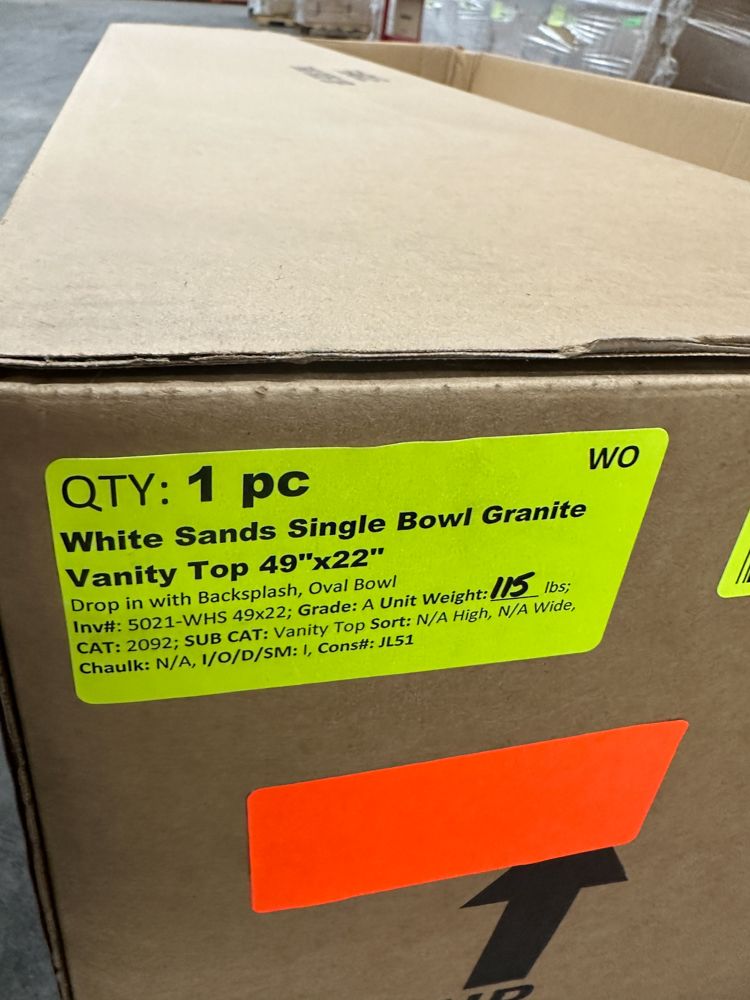 QTY: 1 pc
WO
White Sands Single Bowl Granite
Vanity Top 49"x22"
Drop in with Backsplash, Oval Bowl
Inv#: 5021-WHS 49x22; Grade: A Unit Weight: 115 lbs;
CAT: 2092; SUB CAT: Vanity Top Sort: N/A High, N/A Wide,
Chaulk: N/A, I/O/D/SM: I, Cons#: JL51